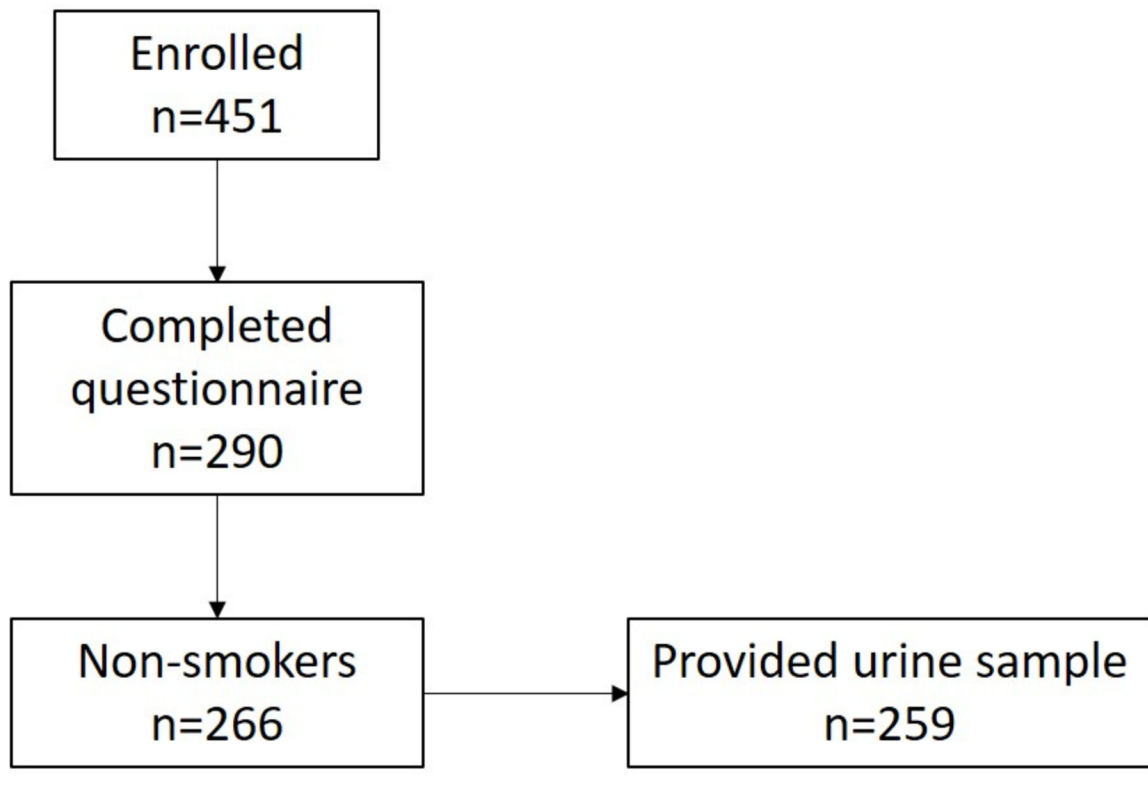 Enrolled
n=451
Completed
questionnaire
n=290
Non-smokers
n=266
Provided urine sample
n=259